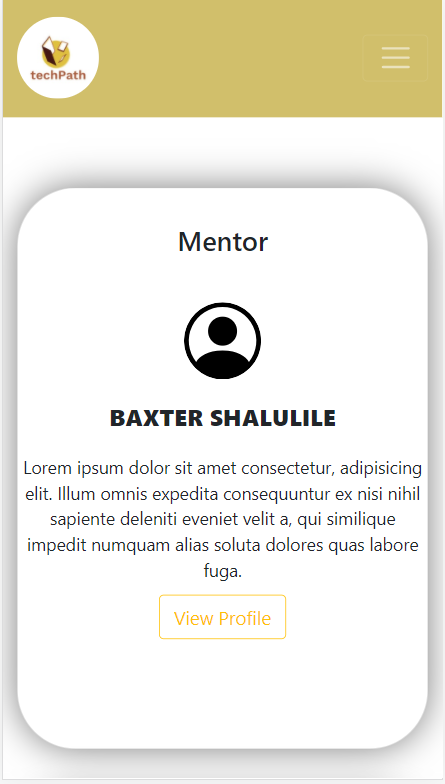 techPath
Mentor
BAXTER SHALULILE
Lorem ipsum dolor sit amet consectetur, adipisicing
elit. Illum omnis expedita consequuntur ex nisi nihil
sapiente deleniti eveniet velit a, qui similique
impedit numquam alias soluta dolores quas labore
fuga.
View Profile